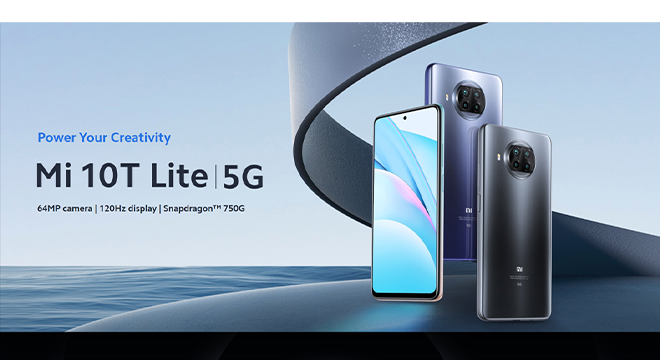 Power Your Creativity
Mi 10T Lite | 5G
64MP camera | 120Hz display | Snapdragon™ 750G